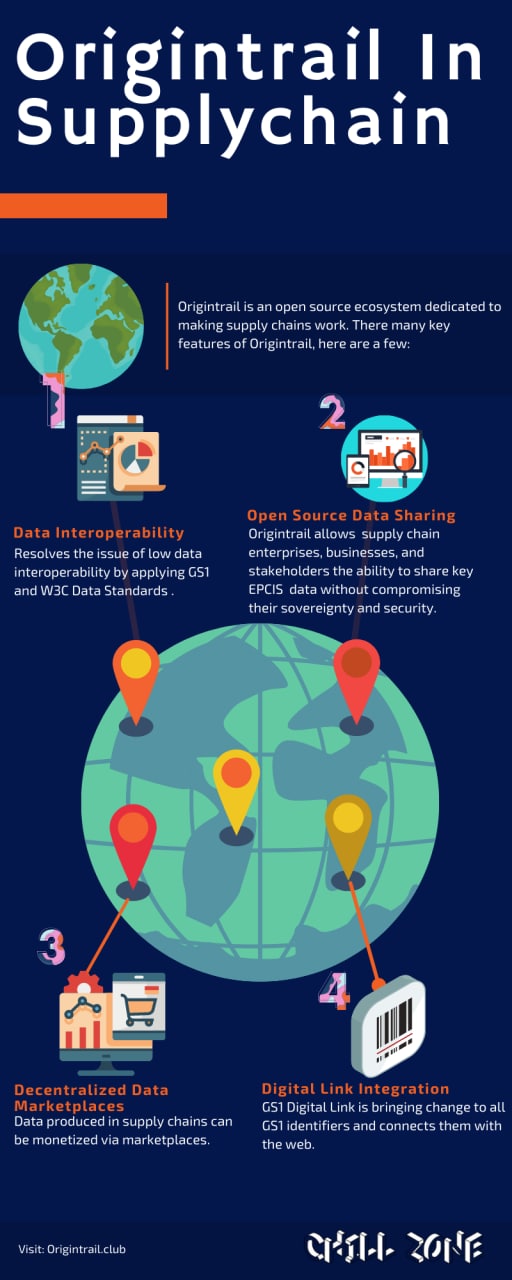 Origintrail In
Supplychain
Origintrail is an open source ecosystem dedicated to
making supply chains work. There many key
features of Origintrail, here are a few:
1
2
Data Interoperability
Resolves the issue of low data
interoperability by applying GS1
and W3C Data Standards .
Open Source Data Sharing
Origintrail allows  supply chain
enterprises, businesses, and
stakeholders the ability to share key
EPCIS  data without compromising
their sovereignty and security.
3
4
Decentralized Data
Marketplaces
Data produced in supply chains can
be monetized via marketplaces.
Digital Link Integration
GS1 Digital Link is bringing change to all
GS1 identifiers and connects them with
the web.
Visit: Origintrail.club
CHILL ZONE